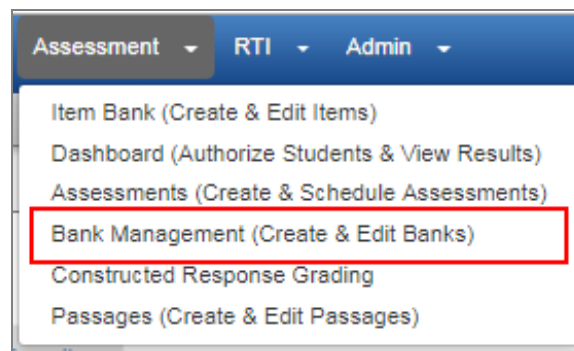 Assessment RTI Admin
Item Bank (Create & Edit Items)
Dashboard (Authorize Students & View Results)
Assessments (Create & Schedule Assessments)
Bank Management (Create & Edit Banks)
Constructed Response Grading
Passages (Create & Edit Passages)